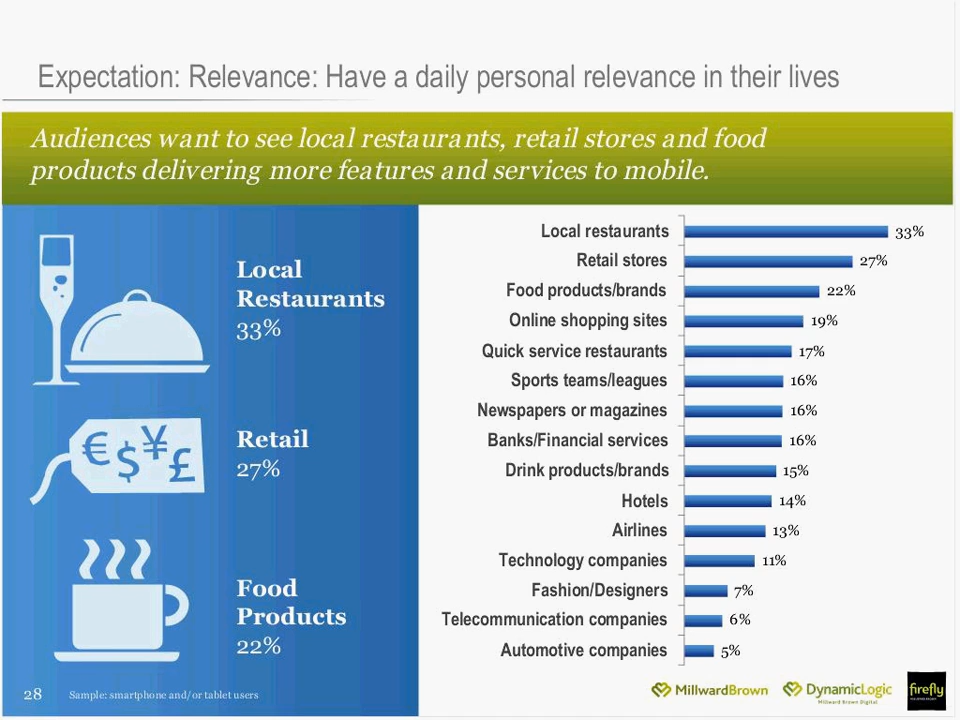 Expectation: Relevance: Have a daily personal relevance in their lives
Audiences want to see local restaurants, retail stores and food
products delivering more features and services to mobile.
Local
Restaurants
33%
€ $ ¥ £
Retail
27%
Food
Products
22%
Local restaurants 33%
Retail stores 27%
Food products/brands 22%
Online shopping sites 19%
Quick service restaurants 17%
Sports teams/leagues 16%
Newspapers or magazines 16%
Banks/Financial services 16%
Drink products/brands 15%
Hotels 14%
Airlines 13%
Technology companies 11%
Fashion/Designers 7%
Telecommunication companies 6%
Automotive companies 5%
28 Sample: smartphone and/or tablet users
MillwardBrown
DynamicLogic
Millward Brown Digital
firefly